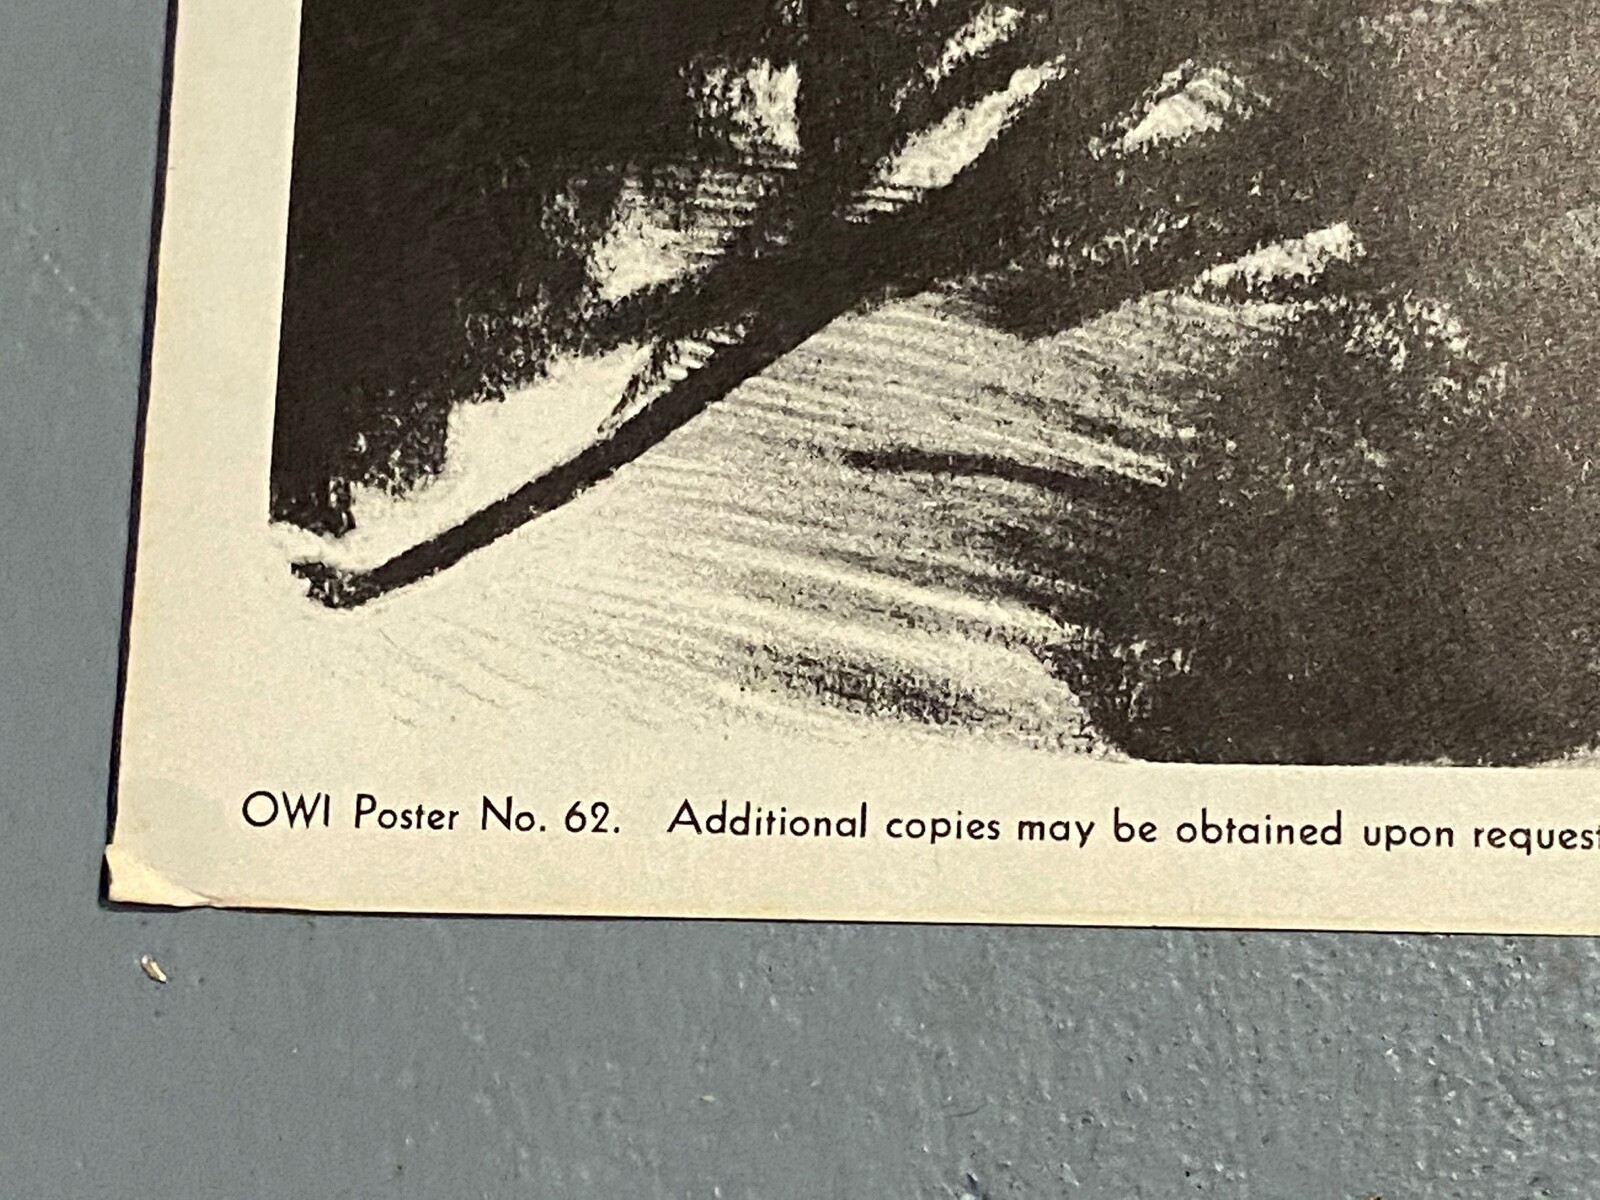 OWI Poster No. 62. Additional copies may be obtained upon request